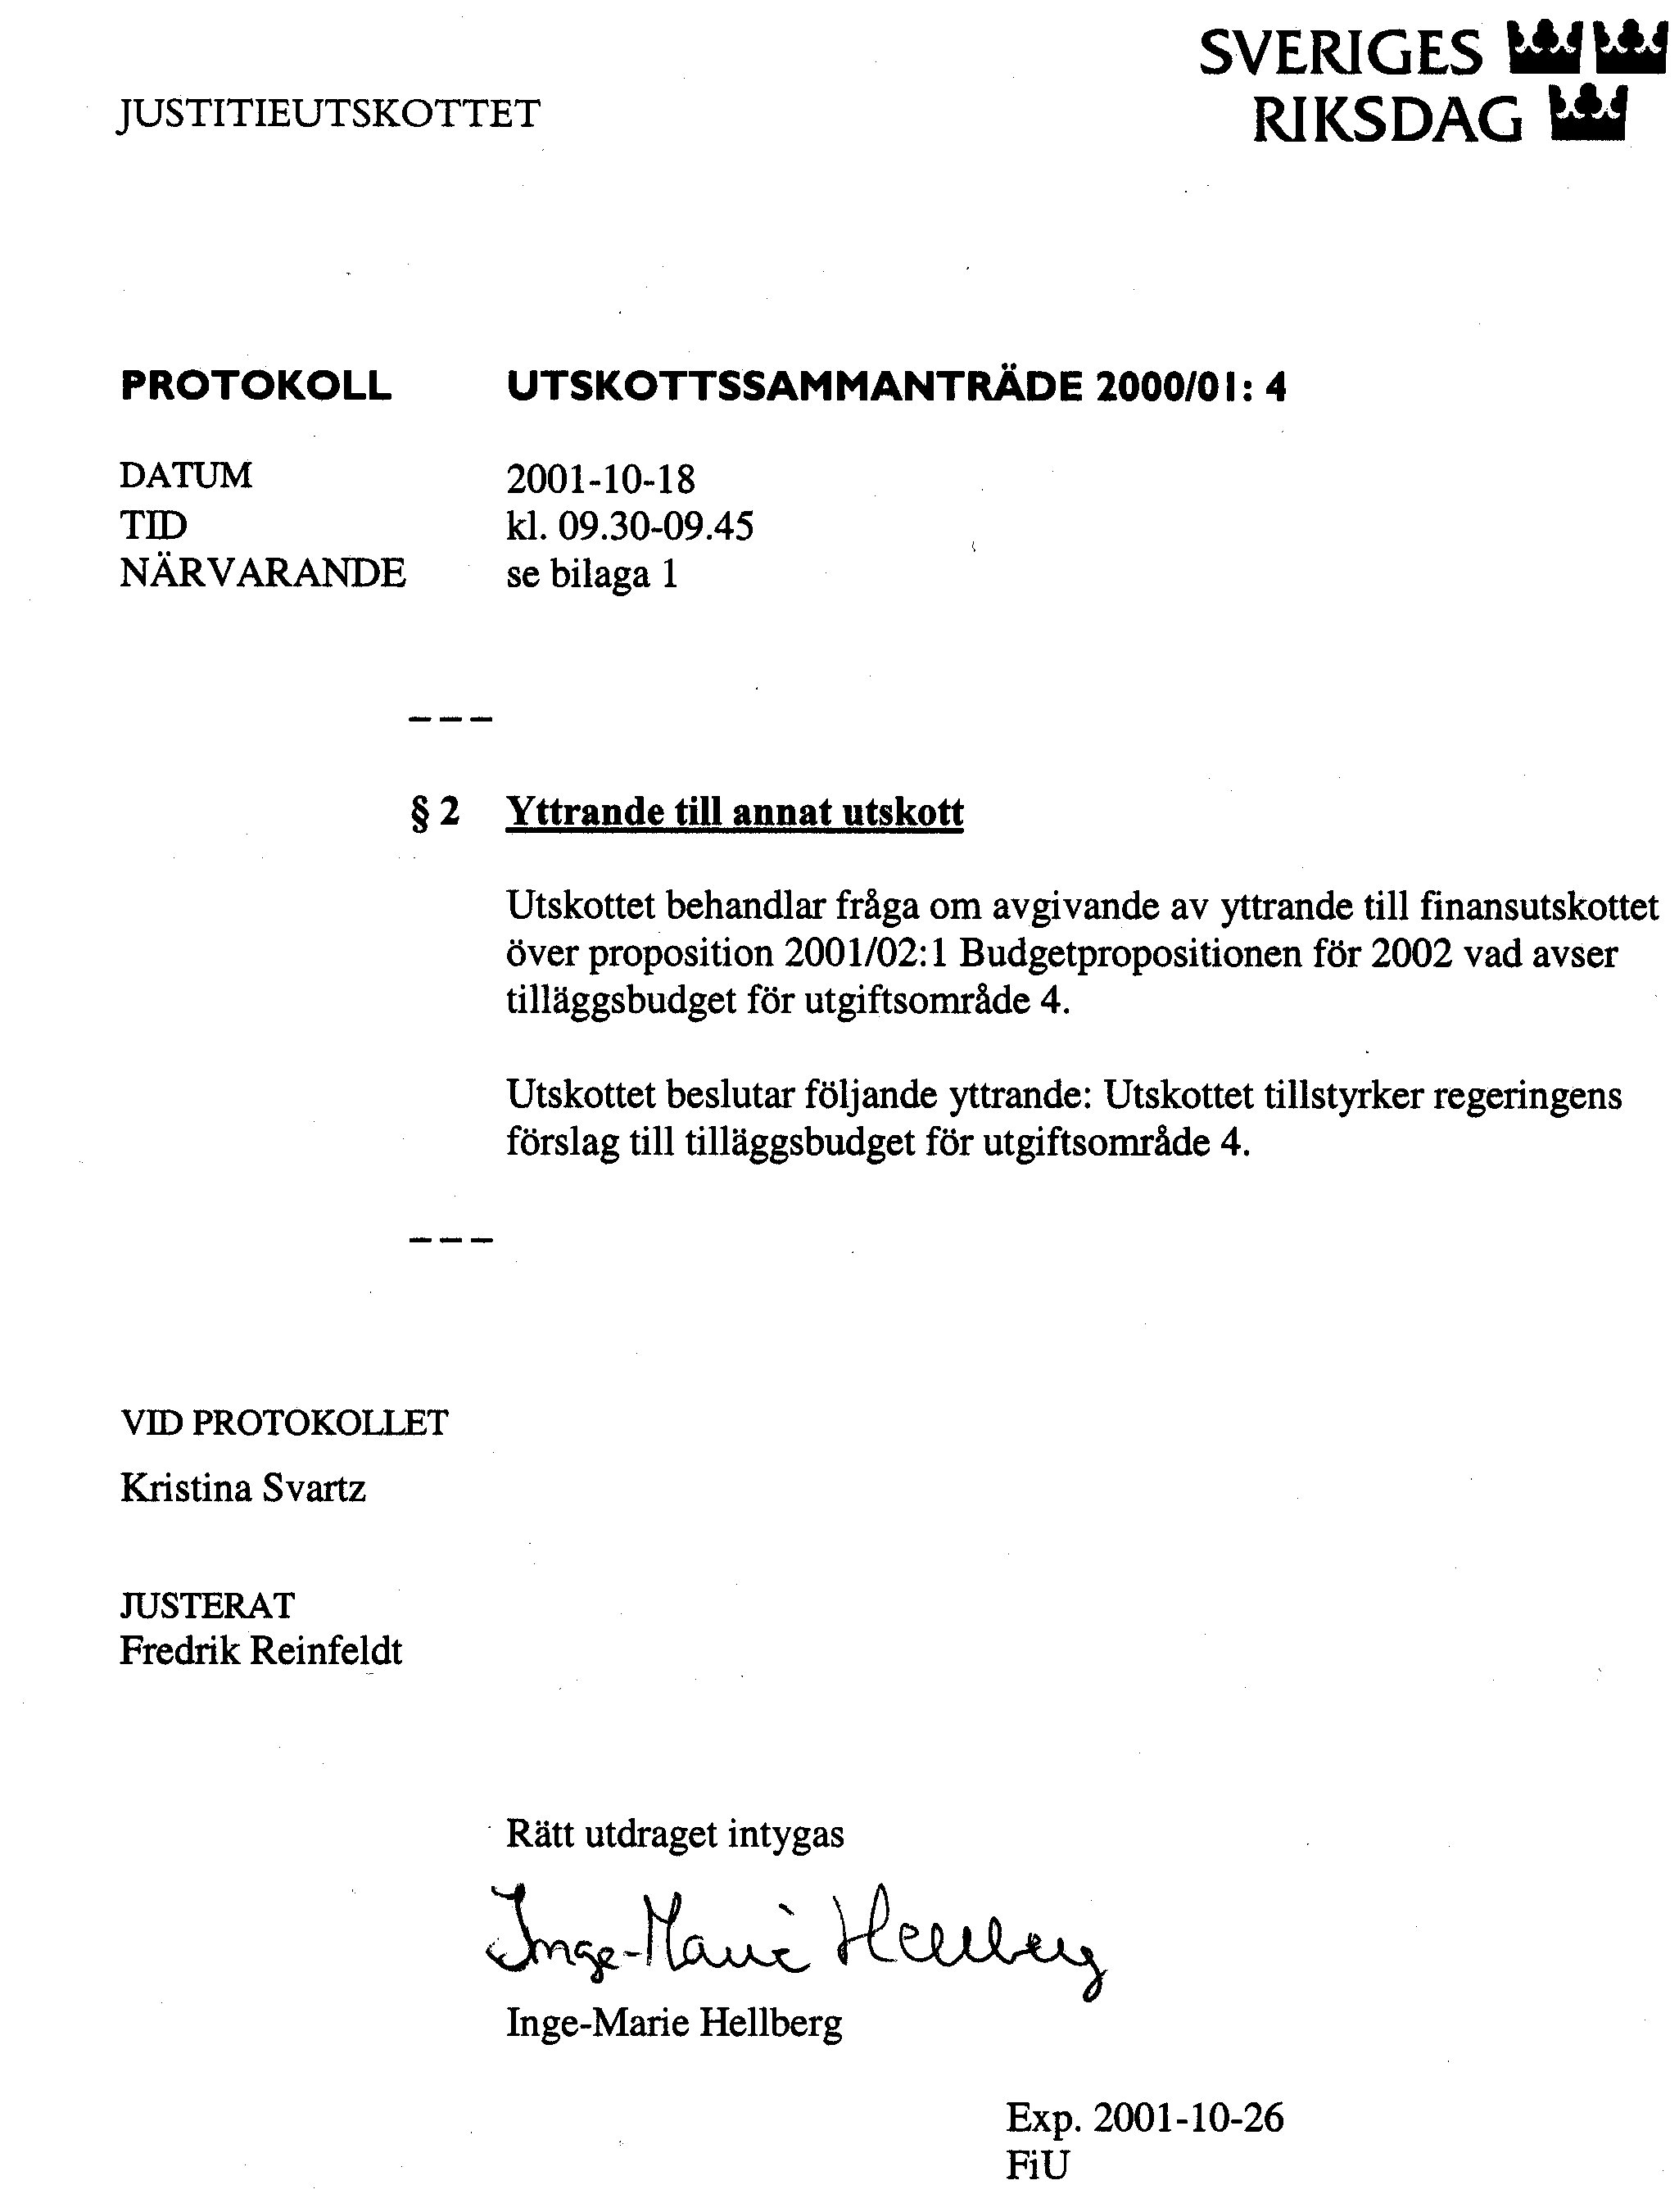 SVERIGES
RIKSDAG
JUSTITIEUTSKOTTET
PROTOKOLL UTSKOTTSSAMMANTRÄDE 2000/01: 4
DATUM 2001-10-18
TID kl. 09.30-09.45
NÄRVARANDE se bilaga 1
---
§ 2 Yttrande till annat utskott
Utskottet behandlar fråga om avgivande av yttrande till finansutskottet
över proposition 2001/02:1 Budgetpropositionen för 2002 vad avser
tilläggsbudget för utgiftsområde 4.
Utskottet beslutar följande yttrande: Utskottet tillstyrker regeringens
förslag till tilläggsbudget för utgiftsområde 4.
---
VID PROTOKOLLET
Kristina Svartz
JUSTERAT
Fredrik Reinfeldt
Rätt utdraget intygas
Inge-Marie Hellberg
Inge-Marie Hellberg
Exp. 2001-10-26
FiU